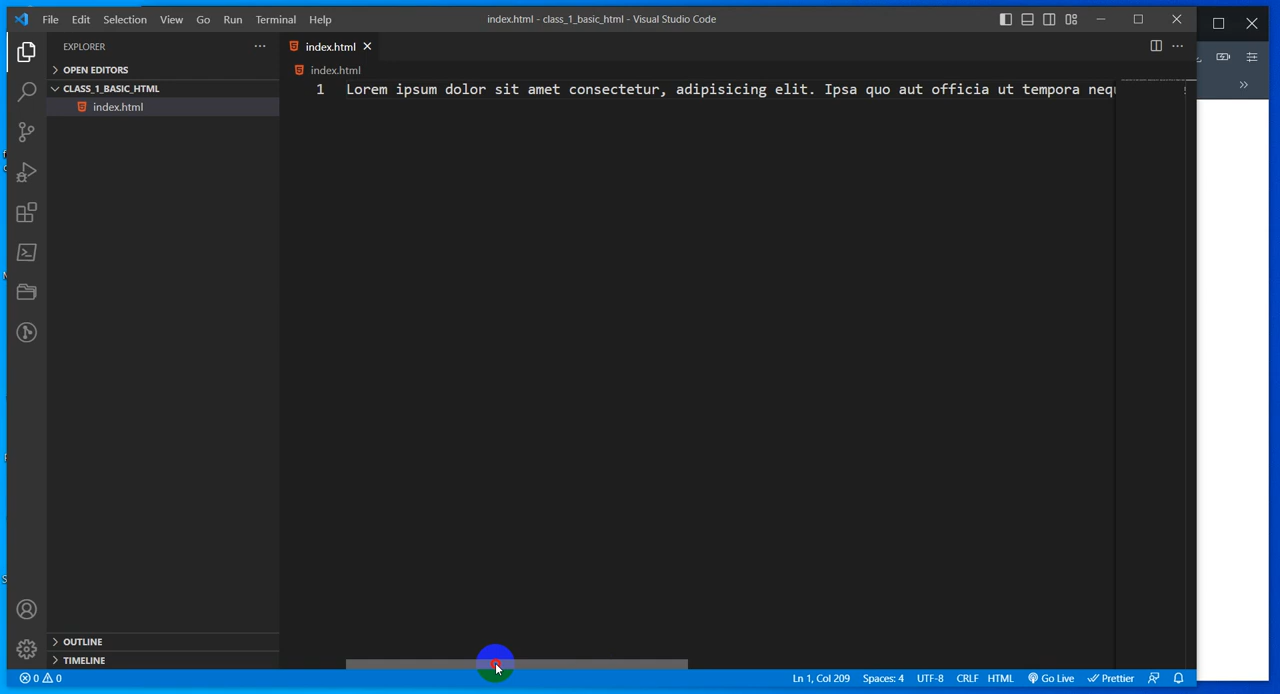 File Edit Selection View Go Run Terminal Help
index.html - class_1_basic_html - Visual Studio Code
EXPLORER
index.html
OPEN EDITORS
index.html
CLASS_1_BASIC_HTML
index.html
1 Lorem ipsum dolor sit amet consectetur, adipisicing elit. Ipsa quo aut officia ut tempora nequ
OUTLINE
TIMELINE
0 0 Ln 1, Col 209 Spaces: 4 UTF-8 CRLF HTML Go Live Prettier